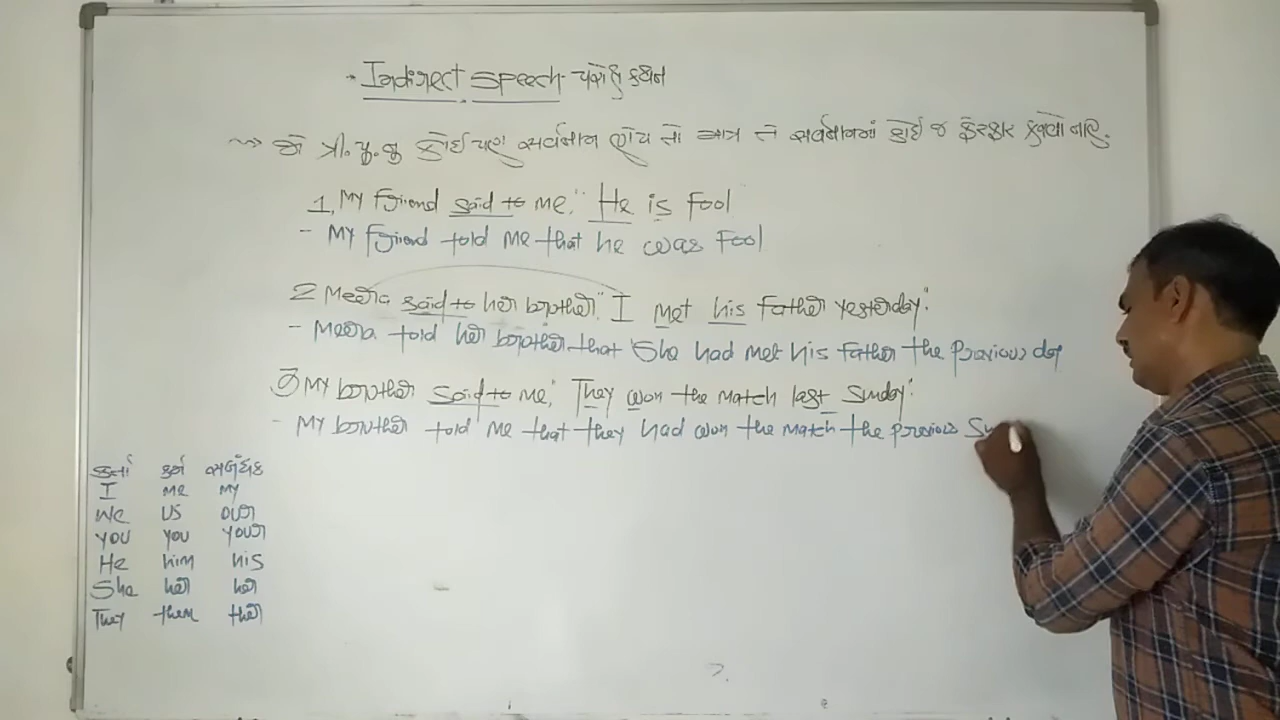 Indirect Speech - પરોક્ષ કથન
જો ત્રી.પુ.નુ કોઈ પણ સર્વનામ હોય તો માત્ર તે સર્વનામમાં કોઈ જ ફેરફાર કરવો નહિ.
1, My friend said to me, "He is fool
- My friend told me that he was fool
2 Meera said to her brother, "I met his father yesterday."
- Meera told her brother that she had met his father the previous day
3) My brother said to me, "They won the match last Sunday."
- My brother told me that they had won the match the previous Su
કર્તા કર્મ સબંધક
I me my
We us our
you you your
He him his
She her her
They them their